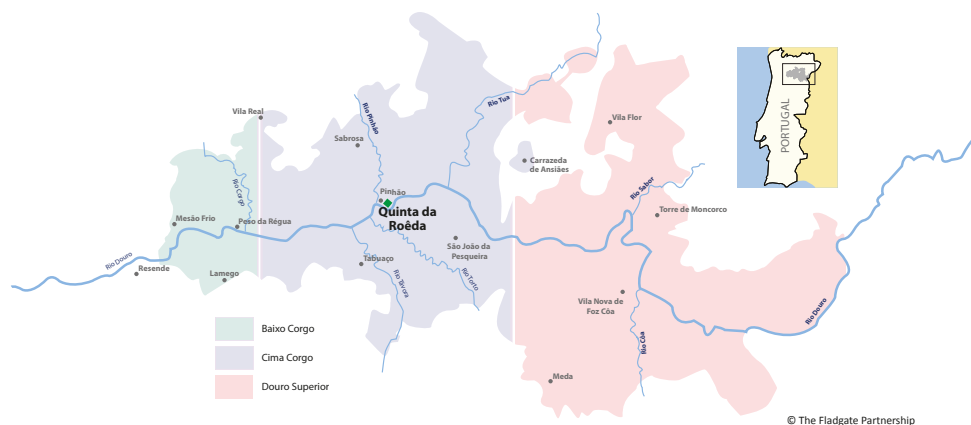 Rio Tua
Vila Real
Rio Pinhão
Vila Flor
Sabrosa
PORTUGAL
Carrazeda
de Ansiães
Rio Corgo
Pinhão
Rio Sabor
Quinta da
Roêda
Mesão Frio
Peso da Régua
Torre de Moncorco
São João da
Pesqueira
Rio Douro
Resende
Lamego
Tabuaço
Rio Távora
Rio Torto
Vila Nova de
Foz Côa
Rio Douro
Rio Côa
Baixo Corgo
Cima Corgo
Douro Superior
Meda
© The Fladgate Partnership